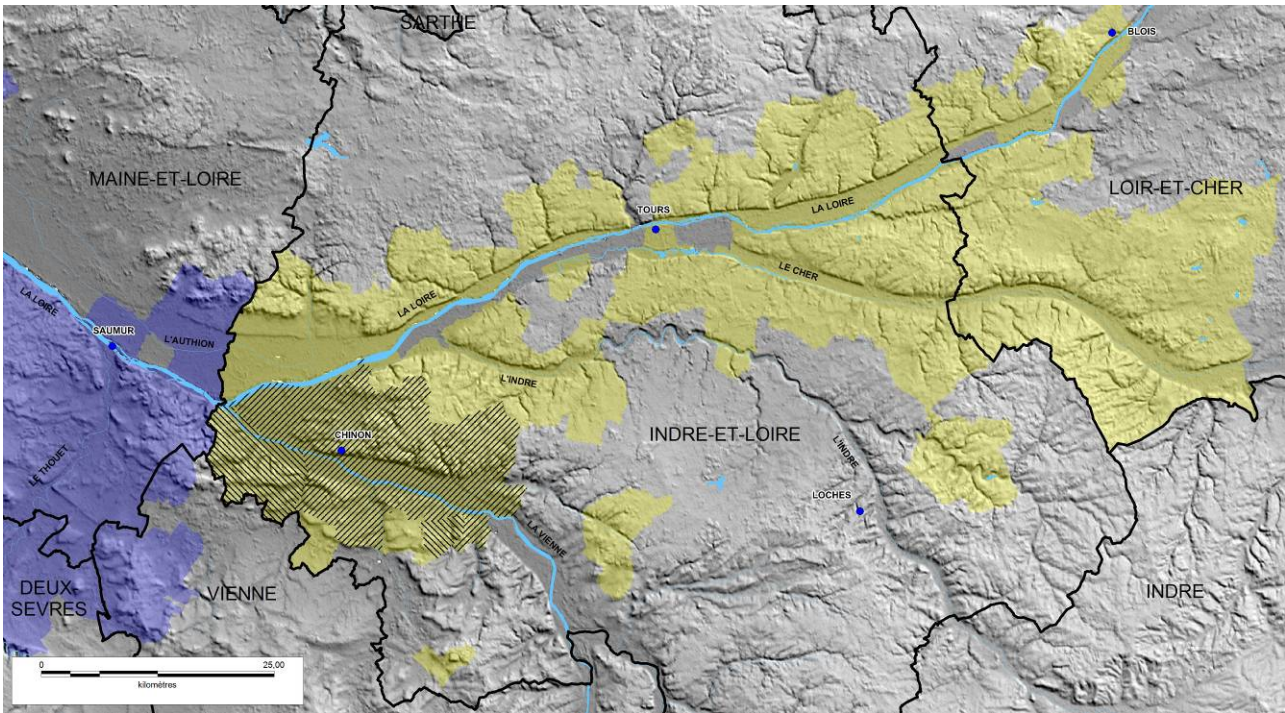 SARTHE
BLOIS
MAINE-ET-LOIRE
LOIR-ET-CHER
LA LOIRE
TOURS
LE CHER
LA LOIRE
LA LOIRE
SAUMUR
L'AUTHION
L'INDRE
CHINON
INDRE-ET-LOIRE
L'INDRE
LE THOUET
LOCHES
LA VIENNE
DEUX-
SEVRES
VIENNE
INDRE
0
25,00
kilomètres